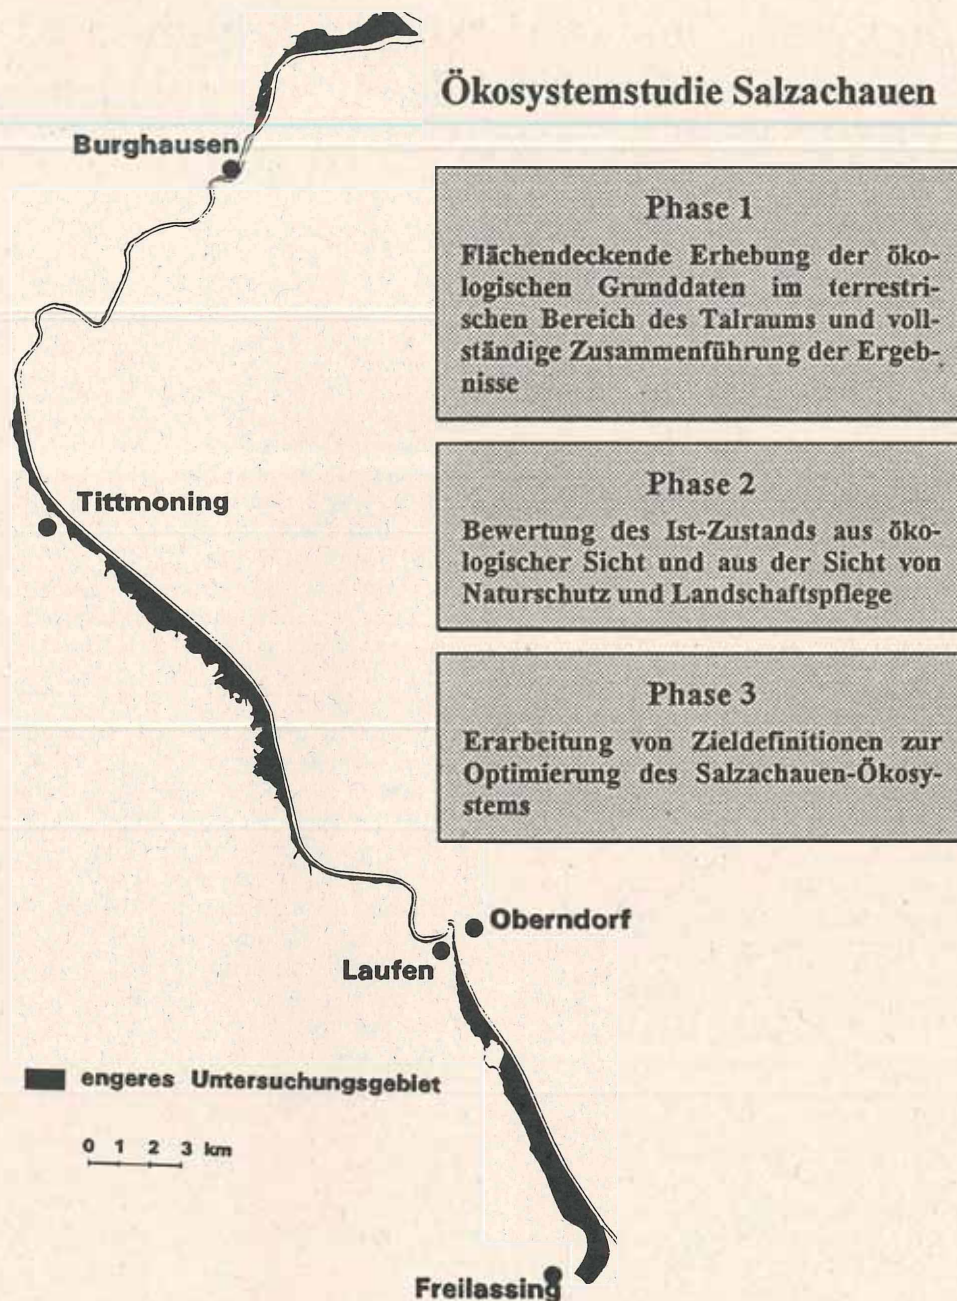 Ökosystemstudie Salzachauen
Burghausen
Phase 1
Flächendeckende Erhebung der öko-
logischen Grunddaten im terrestri-
schen Bereich des Talraums und voll-
ständige Zusammenführung der Ergeb-
nisse
Tittmoning
Phase 2
Bewertung des Ist-Zustands aus öko-
logischer Sicht und aus der Sicht von
Naturschutz und Landschaftspflege
Phase 3
Erarbeitung von Zieldefinitionen zur
Optimierung des Salzachauen-Ökosy-
stems
Oberndorf
Laufen
engeres Untersuchungsgebiet
0 1 2 3 km
Freilassing